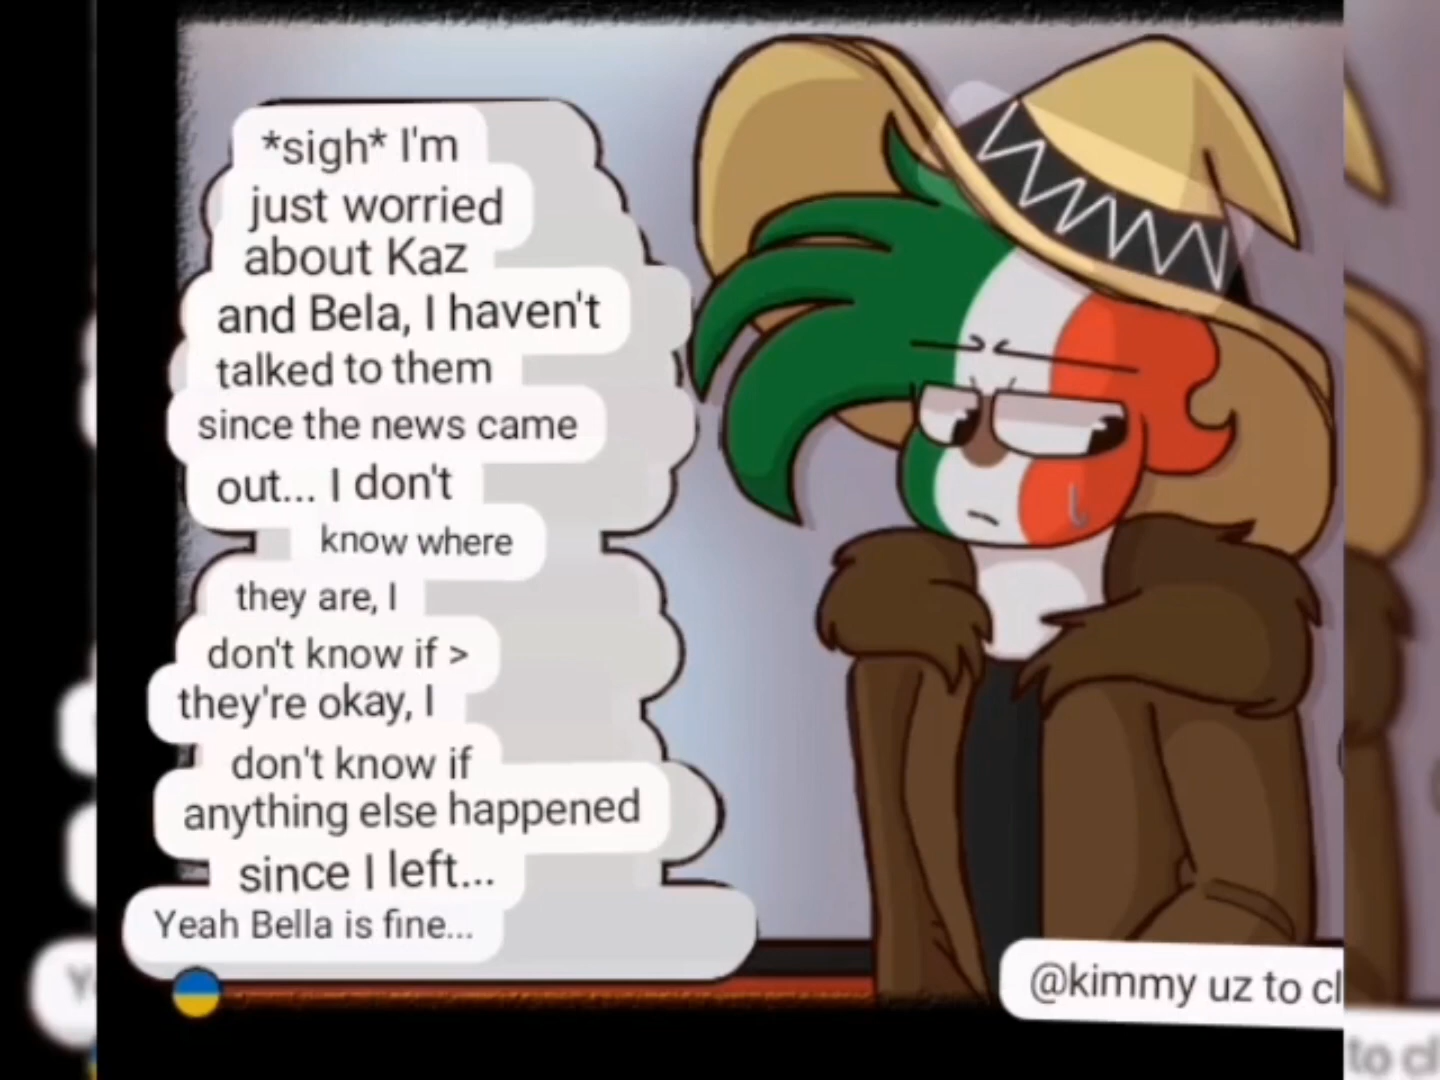 *sigh* I'm
just worried
about Kaz
and Bela, I haven't
talked to them
since the news came
out... I don't
know where
they are, I
don't know if >
they're okay, I
don't know if
anything else happened
since I left...
Yeah Bella is fine...
@kimmy uz to cl